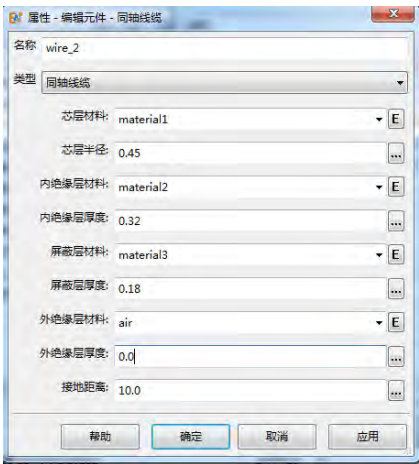 属性 - 编辑元件 - 同轴线缆
名称 wire_2
类型 同轴线缆
芯层材料: material1 E
芯层半径: 0.45 ...
内绝缘层材料: material2 E
内绝缘层厚度: 0.32 ...
屏蔽层材料: material3 E
屏蔽层厚度: 0.18 ...
外绝缘层材料: air E
外绝缘层厚度: 0.0 ...
接地距离: 10.0 ...
帮助 确定 取消 应用